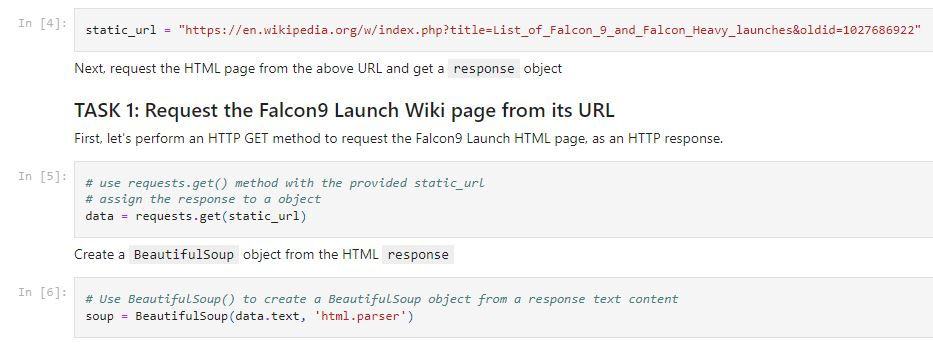 In [4]: static_url = "https://en.wikipedia.org/w/index.php?title=List_of_Falcon_9_and_Falcon_Heavy_launches&oldid=1027686922"
Next, request the HTML page from the above URL and get a response object
TASK 1: Request the Falcon9 Launch Wiki page from its URL
First, let's perform an HTTP GET method to request the Falcon9 Launch HTML page, as an HTTP response.
In [5]: # use requests.get() method with the provided static_url
# assign the response to a object
data = requests.get(static_url)
Create a BeautifulSoup object from the HTML response
In [6]: # Use BeautifulSoup() to create a BeautifulSoup object from a response text content
soup = BeautifulSoup(data.text, 'html.parser')